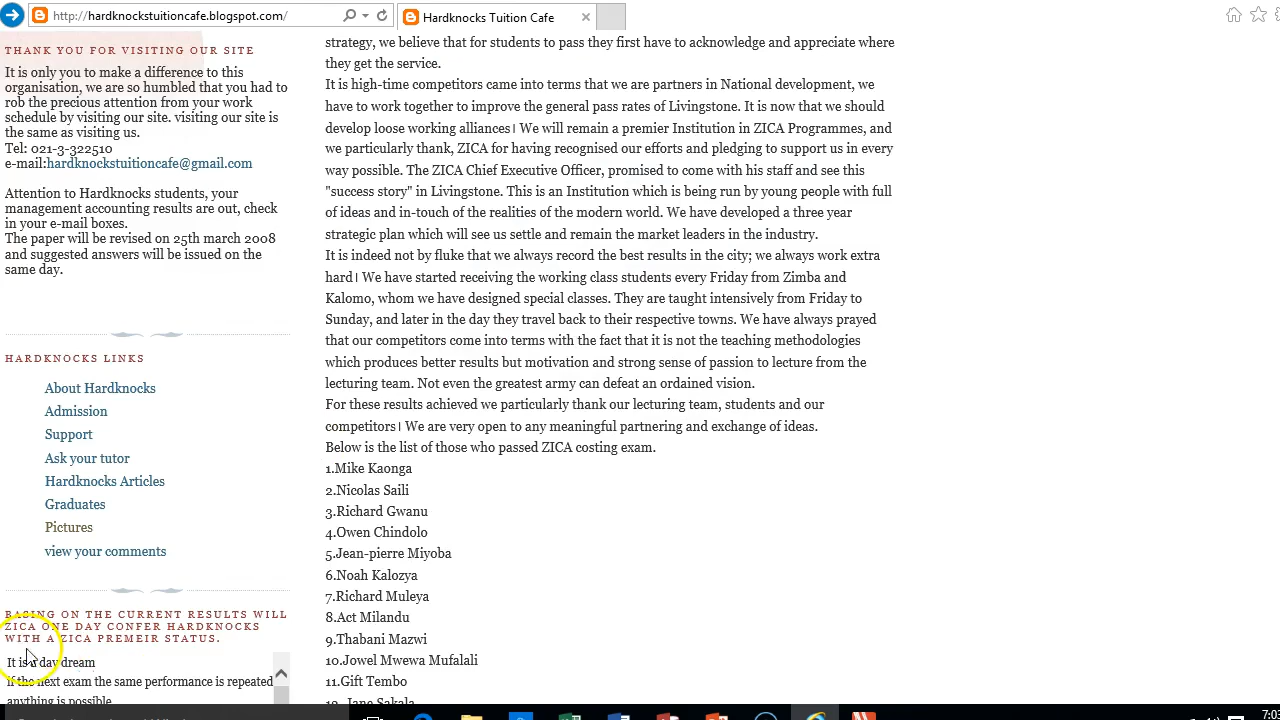 http://hardknockstuitioncafe.blogspot.com/
Hardknocks Tuition Cafe
THANK YOU FOR VISITING OUR SITE
It is only you to make a difference to this
organisation, we are so humbled that you had to
rob the precious attention from your work
schedule by visiting our site. visiting our site is
the same as visiting us.
Tel: 021-3-322510
e-mail:hardknockstuitioncafe@gmail.com
Attention to Hardknocks students, your
management accounting results are out, check
in your e-mail boxes.
The paper will be revised on 25th march 2008
and suggested answers will be issued on the
same day.
HARDKNOCKS LINKS
About Hardknocks
Admission
Support
Ask your tutor
Hardknocks Articles
Graduates
Pictures
view your comments
BASING ON THE CURRENT RESULTS WILL
ZICA ONE DAY CONFER HARDKNOCKS
WITH A ZICA PREMEIR STATUS.
It is a day dream
if the next exam the same performance is repeated
anything is possible
strategy, we believe that for students to pass they first have to acknowledge and appreciate where
they get the service.
It is high-time competitors came into terms that we are partners in National development, we
have to work together to improve the general pass rates of Livingstone. It is now that we should
develop loose working alliances। We will remain a premier Institution in ZICA Programmes, and
we particularly thank, ZICA for having recognised our efforts and pledging to support us in every
way possible. The ZICA Chief Executive Officer, promised to come with his staff and see this
"success story" in Livingstone. This is an Institution which is being run by young people with full
of ideas and in-touch of the realities of the modern world. We have developed a three year
strategic plan which will see us settle and remain the market leaders in the industry.
It is indeed not by fluke that we always record the best results in the city; we always work extra
hard। We have started receiving the working class students every Friday from Zimba and
Kalomo, whom we have designed special classes. They are taught intensively from Friday to
Sunday, and later in the day they travel back to their respective towns. We have always prayed
that our competitors come into terms with the fact that it is not the teaching methodologies
which produces better results but motivation and strong sense of passion to lecture from the
lecturing team. Not even the greatest army can defeat an ordained vision.
For these results achieved we particularly thank our lecturing team, students and our
competitors। We are very open to any meaningful partnering and exchange of ideas.
Below is the list of those who passed ZICA costing exam.
1.Mike Kaonga
2.Nicolas Saili
3.Richard Gwanu
4.Owen Chindolo
5.Jean-pierre Miyoba
6.Noah Kalozya
7.Richard Muleya
8.Act Milandu
9.Thabani Mazwi
10.Jowel Mwewa Mufalali
11.Gift Tembo
12. Jane Sakala
7:03